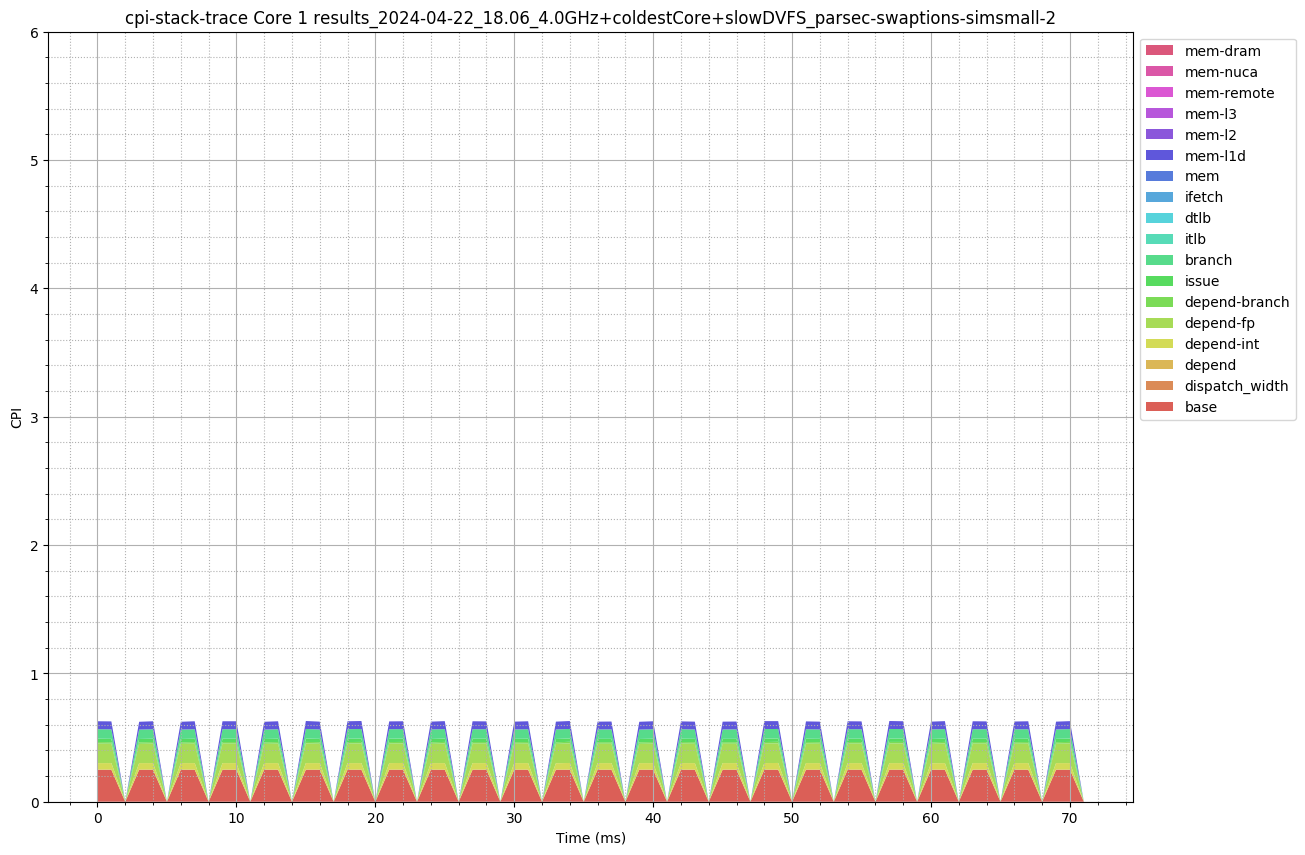 cpi-stack-trace Core 1 results_2024-04-22_18.06_4.0GHz+coldestCore+slowDVFS_parsec-swaptions-simsmall-2
6
5
4
3
2
1
0
CPI
0 10 20 30 40 50 60 70
Time (ms)
mem-dram
mem-nuca
mem-remote
mem-l3
mem-l2
mem-l1d
mem
ifetch
dtlb
itlb
branch
issue
depend-branch
depend-fp
depend-int
depend
dispatch_width
base